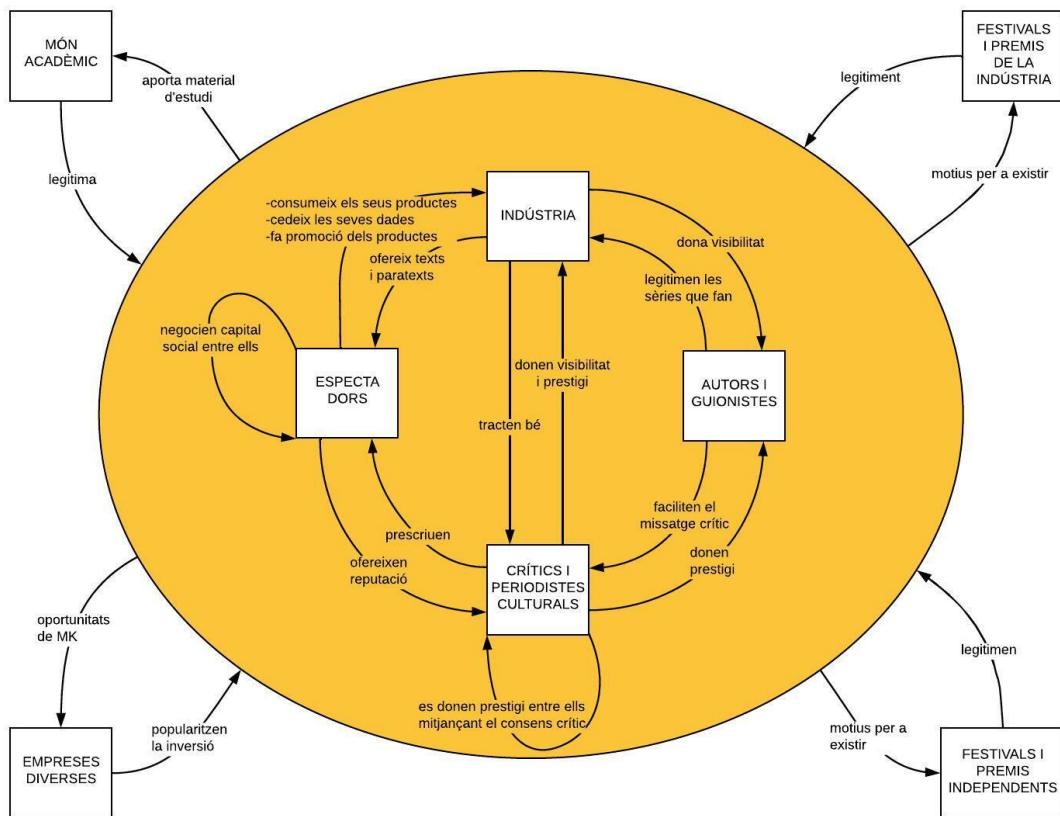 MÓN
ACADÈMIC
aporta material
d'estudi
legitima
FESTIVALS
I PREMIS
DE LA
INDÚSTRIA
legitiment
motius per a existir
-consumeix els seus productes
-cedeix les seves dades
-fa promoció dels productes
INDÚSTRIA
ofereix texts
i paratexts
dona visibilitat
legitimen les
sèries que fan
negocien capital
social entre ells
ESPECTA
DORS
donen visibilitat
i prestigi
AUTORS I
GUIONISTES
tracten bé
prescriuen
ofereixen
reputació
faciliten el
missatge crític
donen
prestigi
CRÍTICS I
PERIODISTES
CULTURALS
es donen prestigi entre ells
mitjançant el consens crític
oportunitats
de MK
popularitzen
la inversió
EMPRESES
DIVERSES
legitimen
motius per a
existir
FESTIVALS I
PREMIS
INDEPENDENTS